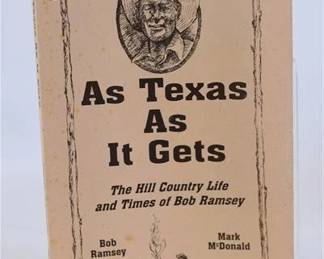 As Texas
As
It Gets
The Hill Country Life
and Times of Bob Ramsey
Bob
Ramsey
Mark
McDonald